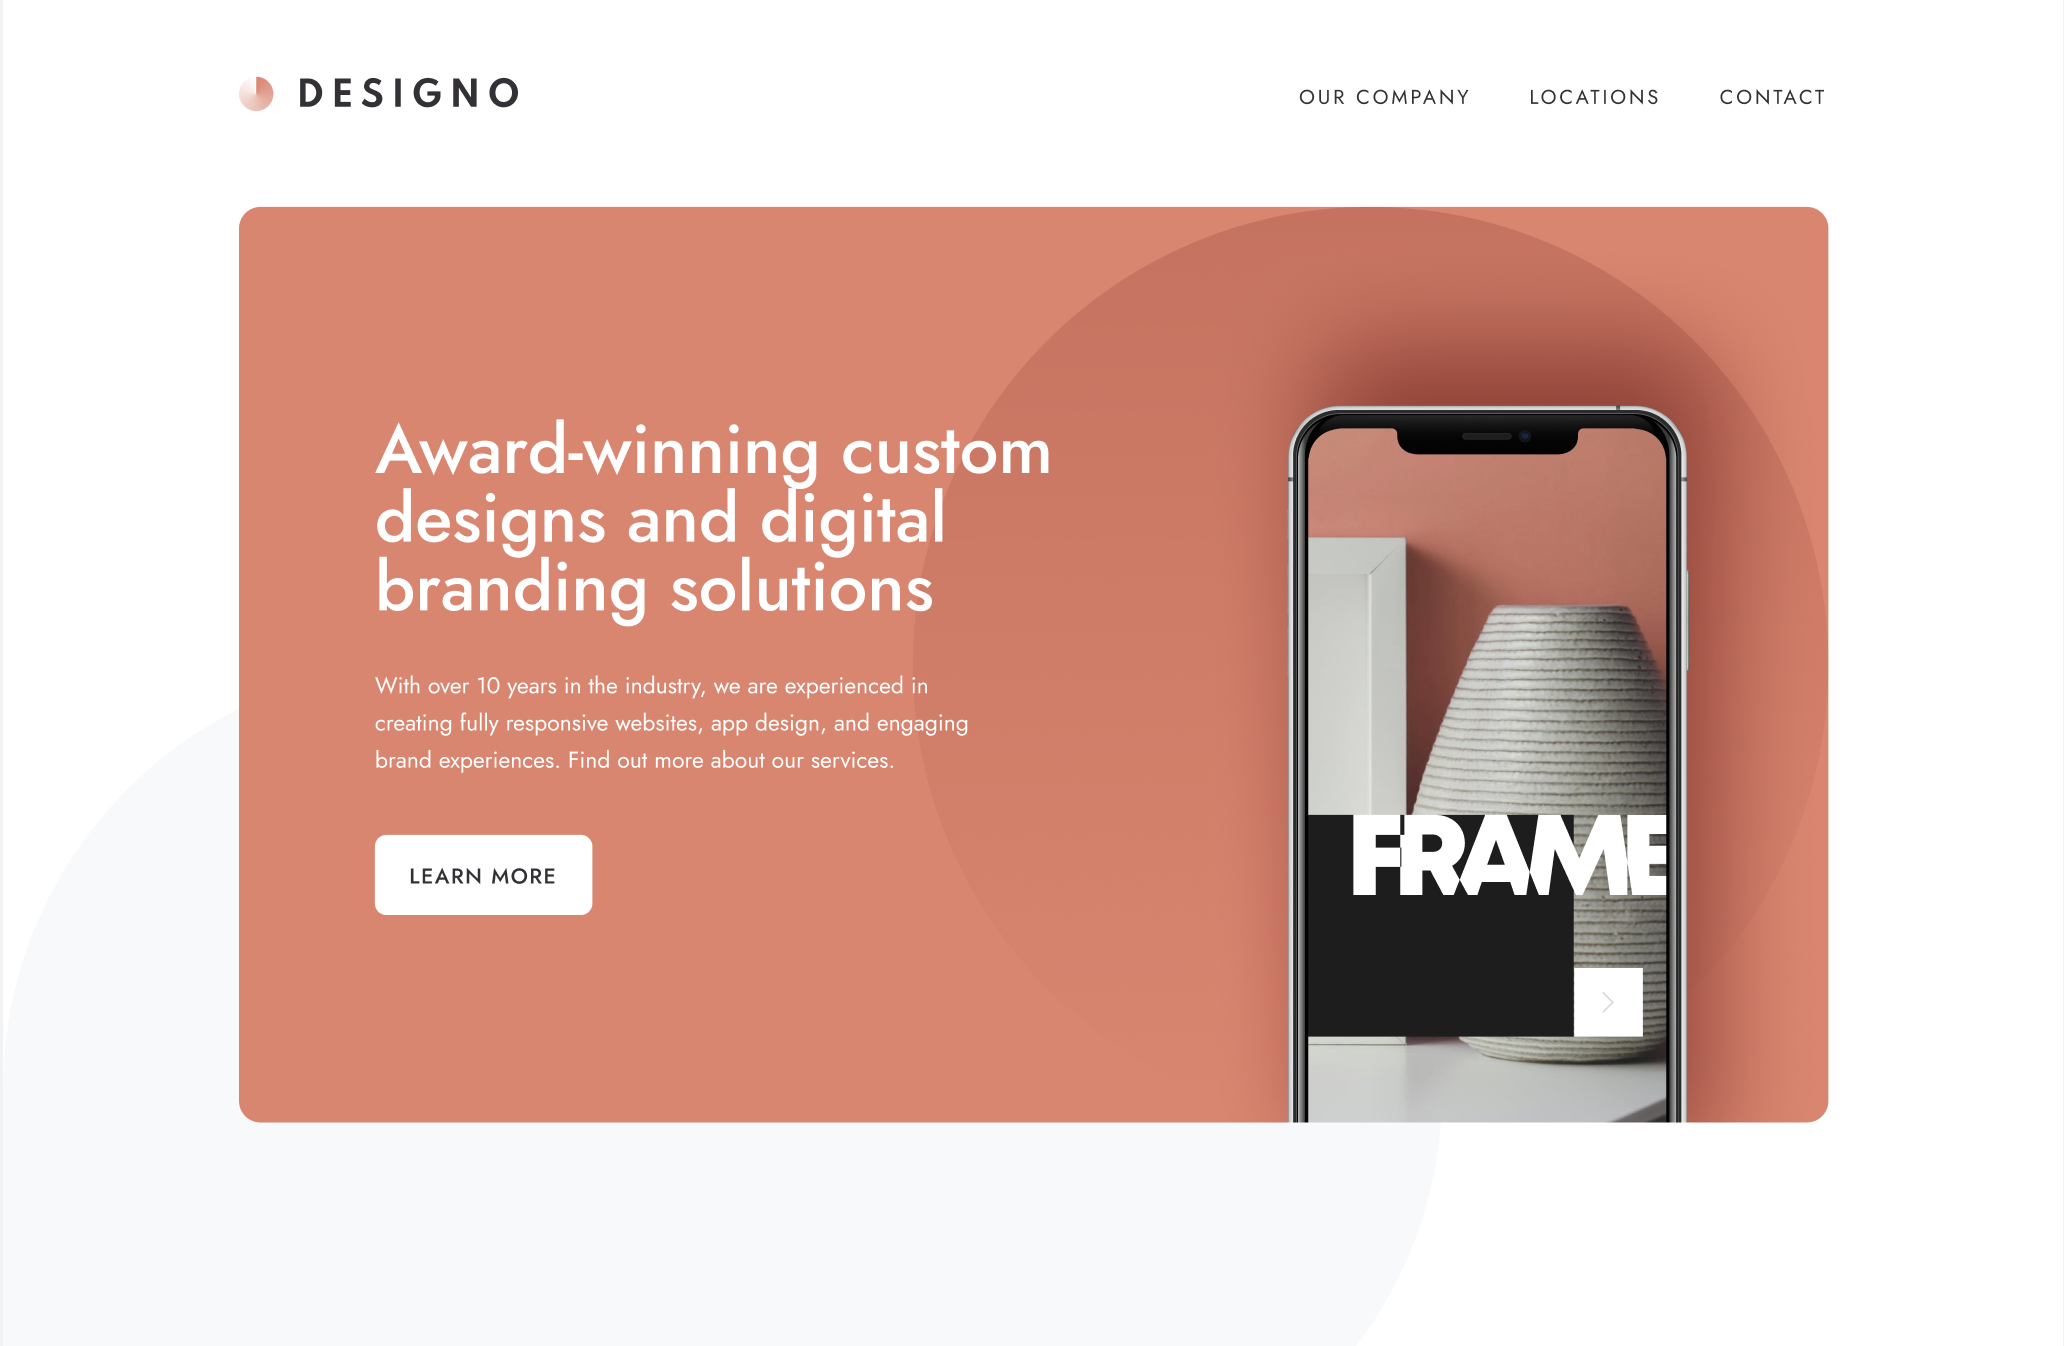 DESIGNO
OUR COMPANY LOCATIONS CONTACT
Award-winning custom
designs and digital
branding solutions
With over 10 years in the industry, we are experienced in
creating fully responsive websites, app design, and engaging
brand experiences. Find out more about our services.
LEARN MORE
FRAME